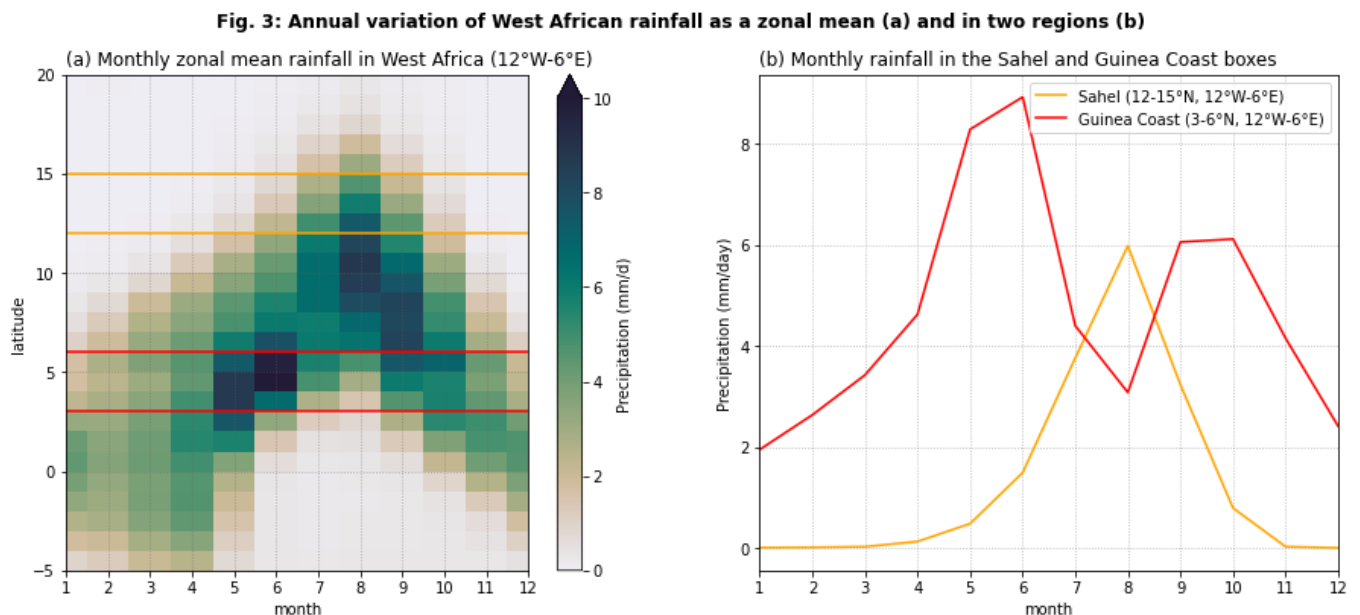 Fig. 3: Annual variation of West African rainfall as a zonal mean (a) and in two regions (b)
(a) Monthly zonal mean rainfall in West Africa (12°W-6°E)
20
15
10
5
0
−5
latitude
1 2 3 4 5 6 7 8 9 10 11 12
month
10
8
6
4
2
0
Precipitation (mm/d)
(b) Monthly rainfall in the Sahel and Guinea Coast boxes
Sahel (12-15°N, 12°W-6°E)
Guinea Coast (3-6°N, 12°W-6°E)
8
6
4
2
0
Precipitation (mm/day)
1 2 3 4 5 6 7 8 9 10 11 12
month